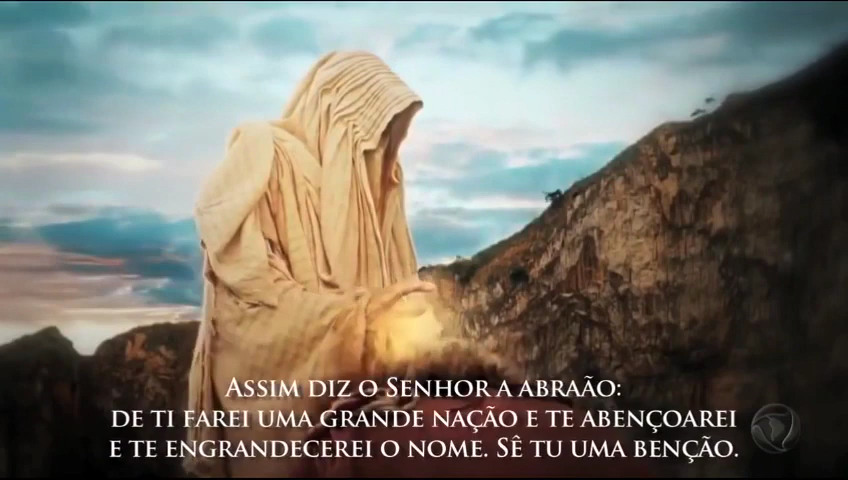 Assim diz o Senhor a abraão:
de ti farei uma grande nação e te abençoarei
e te engrandecerei o nome. Sê tu uma benção.